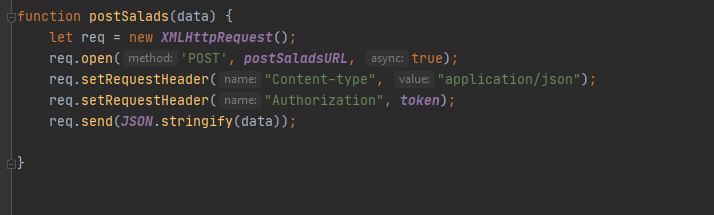 function postSalads(data) {
let req = new XMLHttpRequest();
req.open( method: 'POST', postSaladsURL, async: true);
req.setRequestHeader( name: "Content-type", value: "application/json");
req.setRequestHeader( name: "Authorization", token);
req.send(JSON.stringify(data));
}